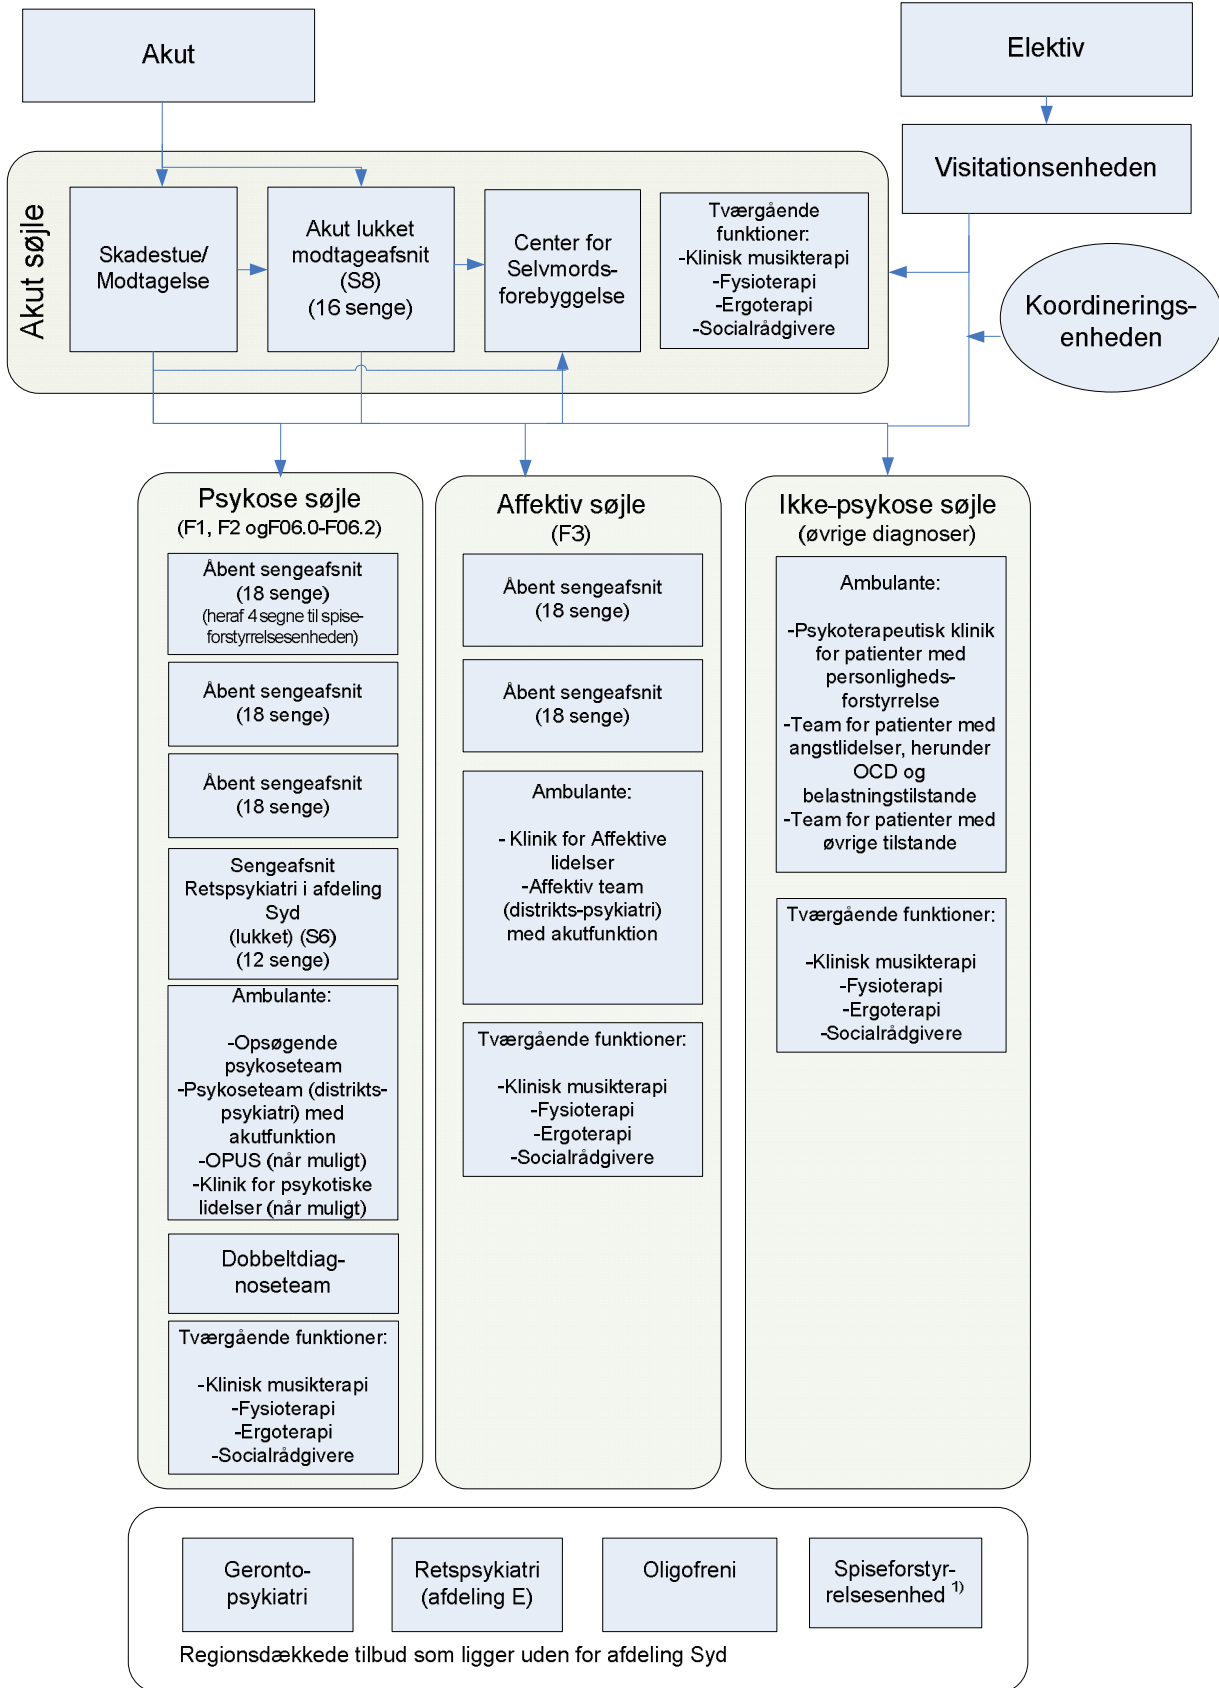 Akut
Elektiv
Visitationsenheden
Koordinerings-
enheden
Akut søjle
Skadestue/
Modtagelse
Akut lukket
modtageafsnit
(S8)
(16 senge)
Center for
Selvmords-
forebyggelse
Tværgående
funktioner:
-Klinisk musikterapi
-Fysioterapi
-Ergoterapi
-Socialrådgivere
Psykose søjle
(F1, F2 ogF06.0-F06.2)
Åbent sengeafsnit
(18 senge)
(heraf 4 segne til spise-
forstyrrelsesenheden)
Åbent sengeafsnit
(18 senge)
Åbent sengeafsnit
(18 senge)
Sengeafsnit
Retspsykiatri i afdeling
Syd
(lukket) (S6)
(12 senge)
Ambulante:
-Opsøgende
psykoseteam
-Psykoseteam (distrikts-
psykiatri) med
akutfunktion
-OPUS (når muligt)
-Klinik for psykotiske
lidelser (når muligt)
Dobbeltdiag-
noseteam
Tværgående funktioner:
-Klinisk musikterapi
-Fysioterapi
-Ergoterapi
-Socialrådgivere
Affektiv søjle
(F3)
Åbent sengeafsnit
(18 senge)
Åbent sengeafsnit
(18 senge)
Ambulante:
- Klinik for Affektive
lidelser
-Affektiv team
(distrikts-psykiatri)
med akutfunktion
Tværgående funktioner:
-Klinisk musikterapi
-Fysioterapi
-Ergoterapi
-Socialrådgivere
Ikke-psykose søjle
(øvrige diagnoser)
Ambulante:
-Psykoterapeutisk klinik
for patienter med
personligheds-
forstyrrelse
-Team for patienter med
angstlidelser, herunder
OCD og
belastningstilstande
-Team for patienter med
øvrige tilstande
Tværgående funktioner:
-Klinisk musikterapi
-Fysioterapi
-Ergoterapi
-Socialrådgivere
Geronto-
psykiatri
Retspsykiatri
(afdeling E)
Oligofreni
Spiseforstyr-
relsesenhed 1)
Regionsdækkede tilbud som ligger uden for afdeling Syd